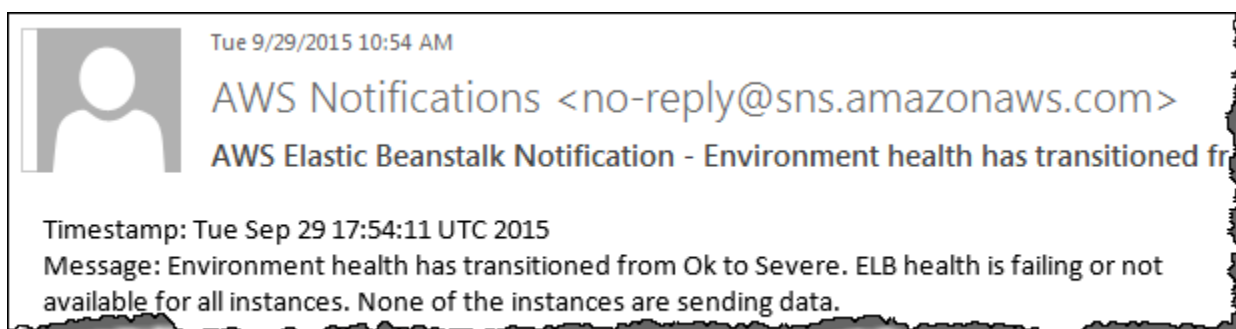 Tue 9/29/2015 10:54 AM
AWS Notifications <no-reply@sns.amazonaws.com>
AWS Elastic Beanstalk Notification - Environment health has transitioned fr
Timestamp: Tue Sep 29 17:54:11 UTC 2015
Message: Environment health has transitioned from Ok to Severe. ELB health is failing or not
available for all instances. None of the instances are sending data.